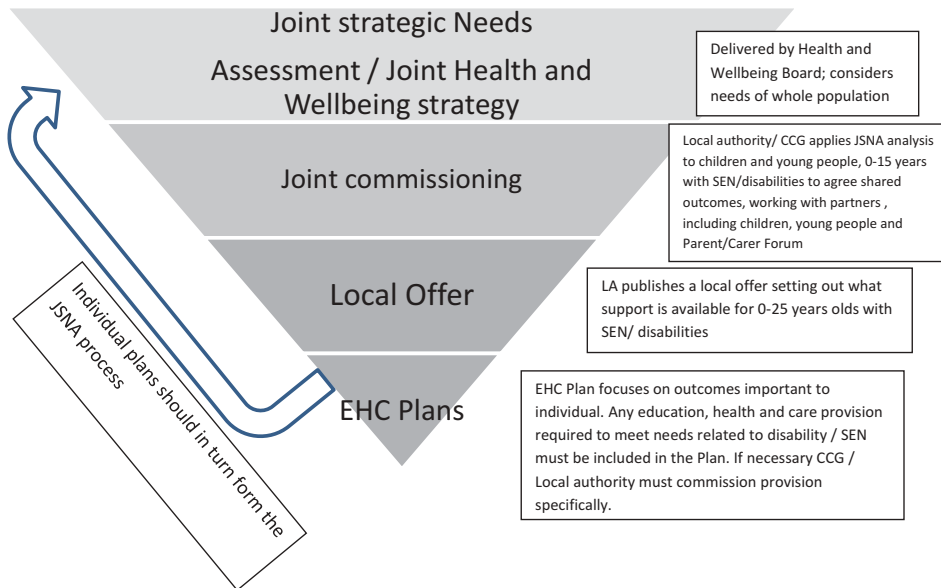 Joint strategic Needs
Assessment / Joint Health and
Wellbeing strategy
Delivered by Health and
Wellbeing Board; considers
needs of whole population
Joint commissioning
Local authority/ CCG applies JSNA analysis
to children and young people, 0-15 years
with SEN/disabilities to agree shared
outcomes, working with partners ,
including children, young people and
Parent/Carer Forum
Local Offer
LA publishes a local offer setting out what
support is available for 0-25 years olds with
SEN/ disabilities
EHC Plans
EHC Plan focuses on outcomes important to
individual. Any education, health and care provision
required to meet needs related to disability / SEN
must be included in the Plan. If necessary CCG /
Local authority must commission provision
specifically.
Individual plans should in turn form the
JSNA process